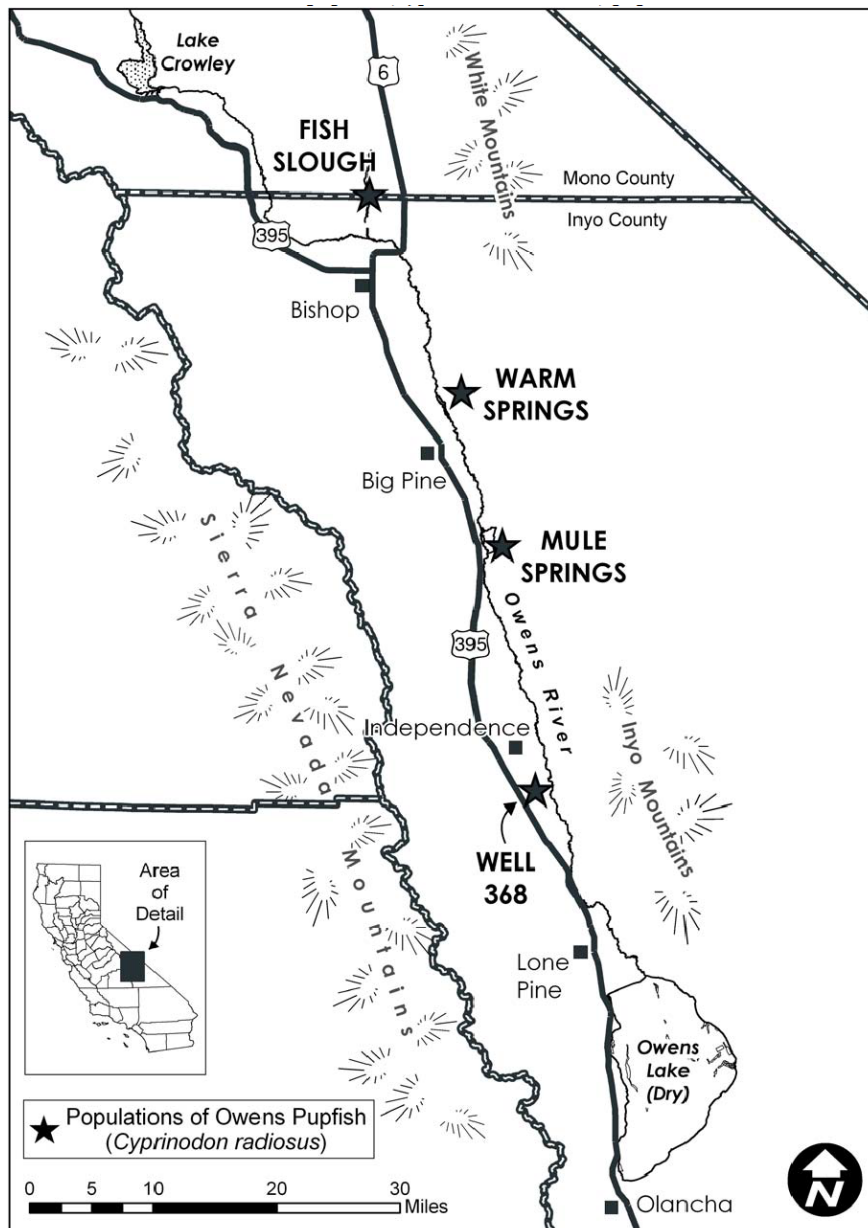 Lake
Crowley
6
White Mountains
FISH
SLOUGH
Mono County
Inyo County
395
Bishop
WARM
SPRINGS
Big Pine
MULE
SPRINGS
Sierra Nevada Mountains
Owens River
395
Independence
Inyo Mountains
WELL
368
Area
of
Detail
Lone
Pine
Owens
Lake
(Dry)
Populations of Owens Pupfish
(Cyprinodon radiosus)
0 5 10 20 30
Miles
Olancha
N